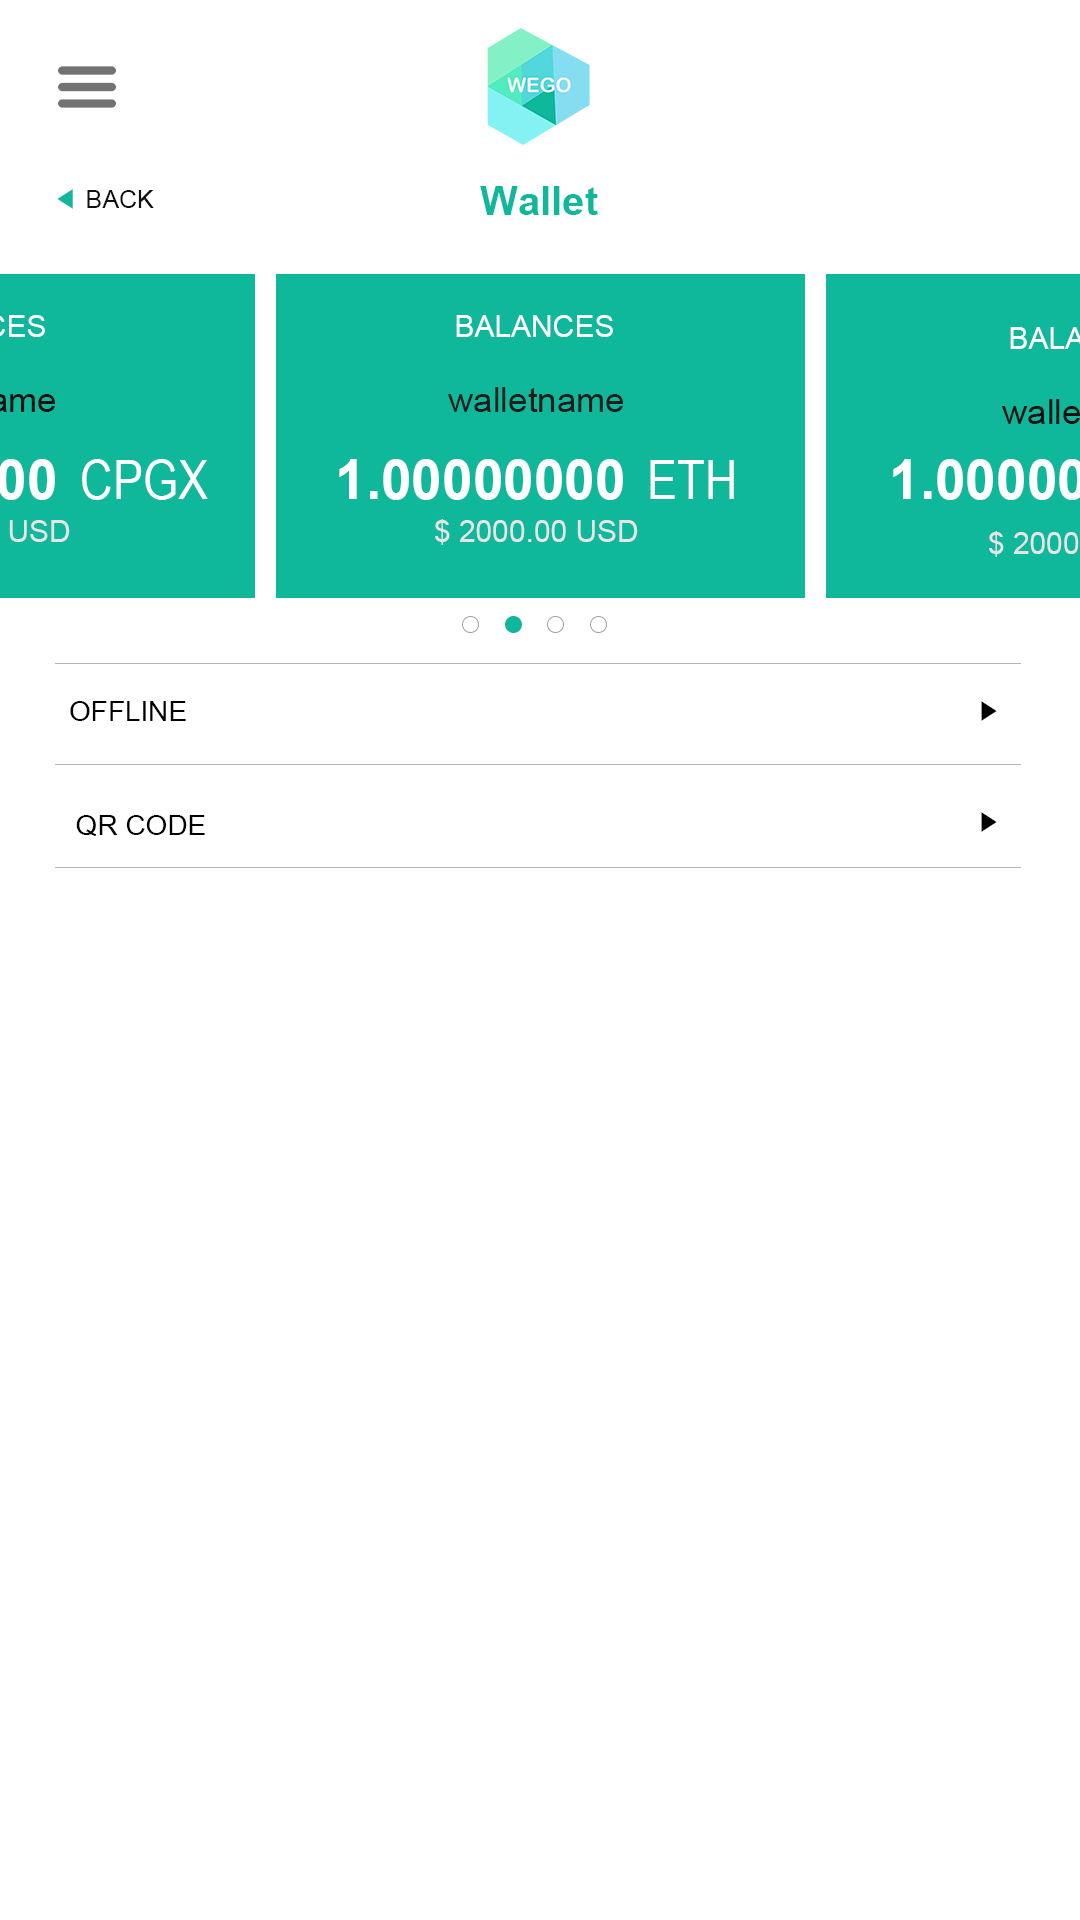 WEGO
BACK
Wallet
CES
BALANCES
BALA
ame
walletname
walle
00 CPGX
1.00000000 ETH
1.00000
USD
$ 2000.00 USD
$ 2000
OFFLINE
QR CODE